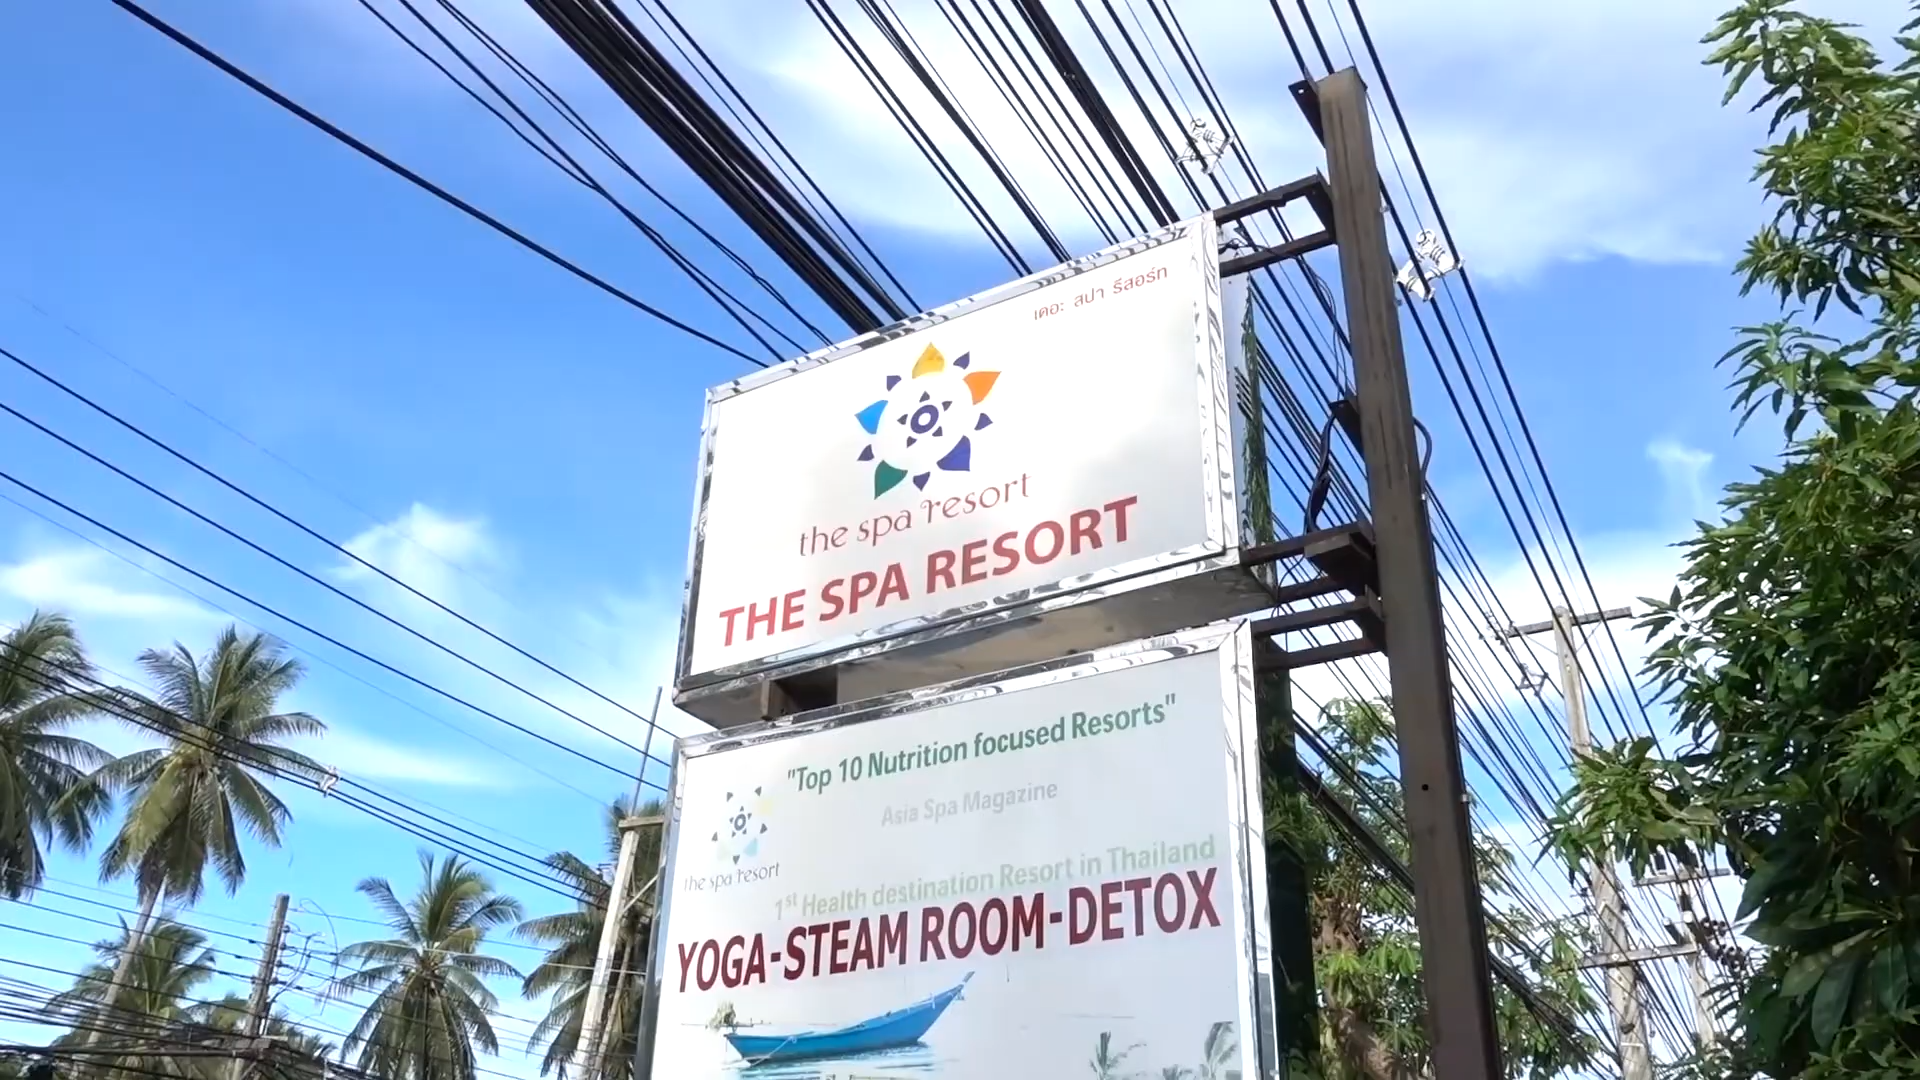 เดอะ สปา รีสอร์ท
the spa resort
THE SPA RESORT
"Top 10 Nutrition focused Resorts"
Asia Spa Magazine
the spa resort
1st Health destination Resort in Thailand
YOGA-STEAM ROOM-DETOX